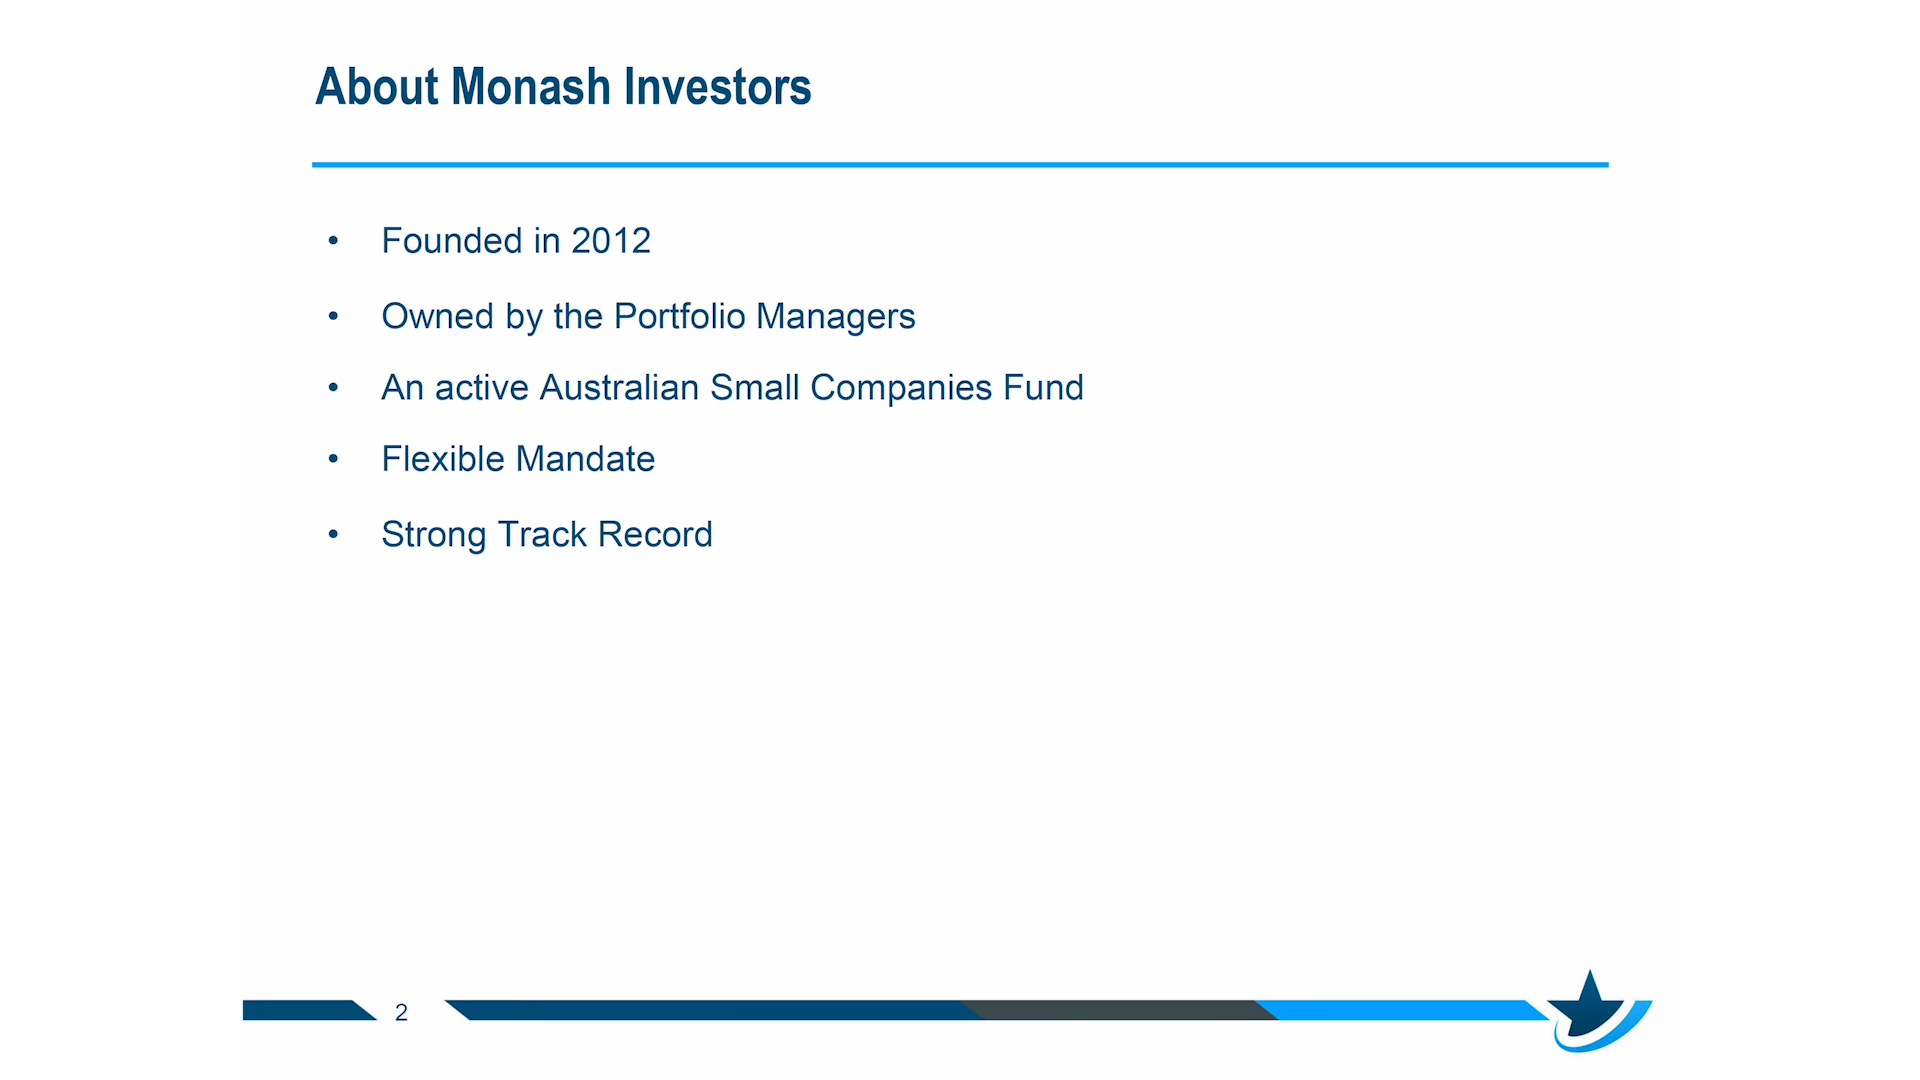 About Monash Investors
• Founded in 2012
• Owned by the Portfolio Managers
• An active Australian Small Companies Fund
• Flexible Mandate
• Strong Track Record
2